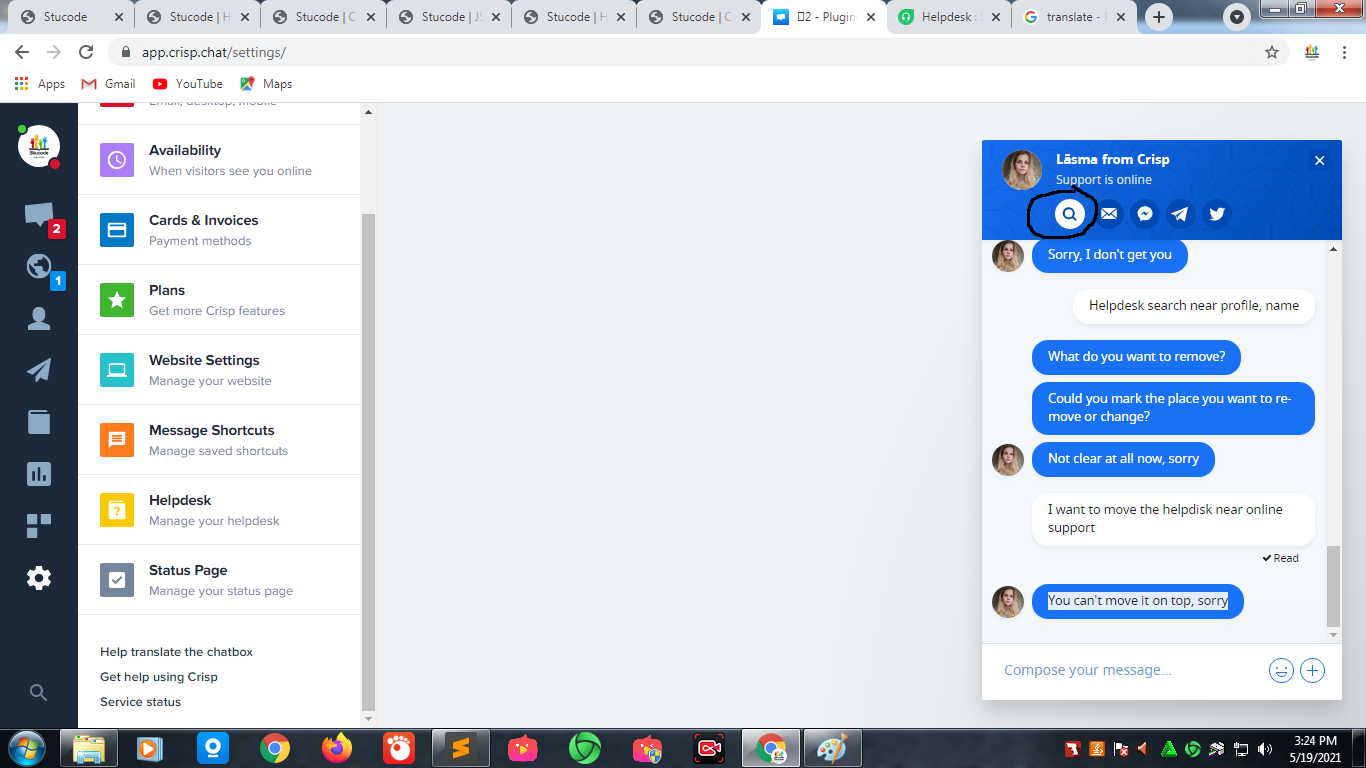 Stucode
Stucode | H
Stucode | C
Stucode | JS
Stucode | H
Stucode | C
2 - Plugin
Helpdesk :
translate -
app.crisp.chat/settings/
Apps
Gmail
YouTube
Maps
Stucode
2
1
Email, desktop, mobile
Availability
When visitors see you online
Cards & Invoices
Payment methods
Plans
Get more Crisp features
Website Settings
Manage your website
Message Shortcuts
Manage saved shortcuts
Helpdesk
Manage your helpdesk
Status Page
Manage your status page
Help translate the chatbox
Get help using Crisp
Service status
Lāsma from Crisp
Support is online
Sorry, I don't get you
Helpdesk search near profile, name
What do you want to remove?
Could you mark the place you want to re-
move or change?
Not clear at all now, sorry
I want to move the helpdisk near online
support
Read
You can't move it on top, sorry
Compose your message...
3:24 PM
5/19/2021